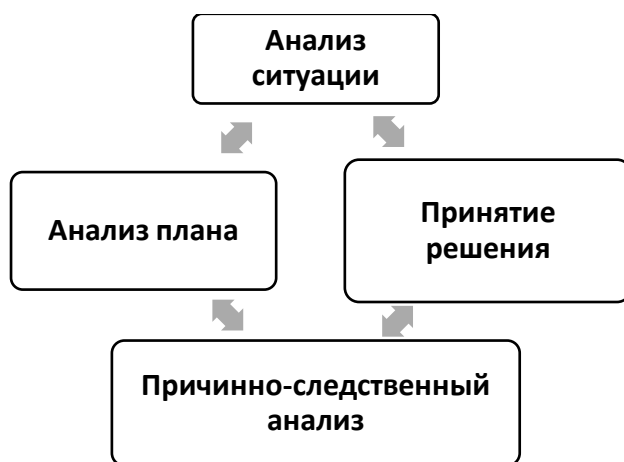 Анализ
ситуации
Анализ плана
Принятие
решения
Причинно-следственный
анализ